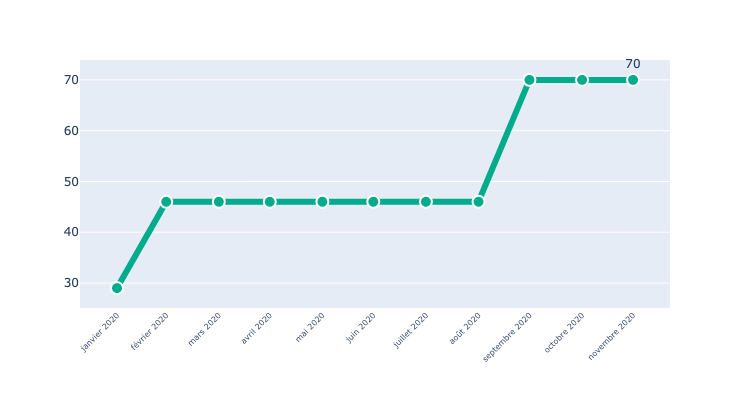 70
70
60
50
40
30
janvier 2020
février 2020
mars 2020
avril 2020
mai 2020
juin 2020
juillet 2020
août 2020
septembre 2020
octobre 2020
novembre 2020